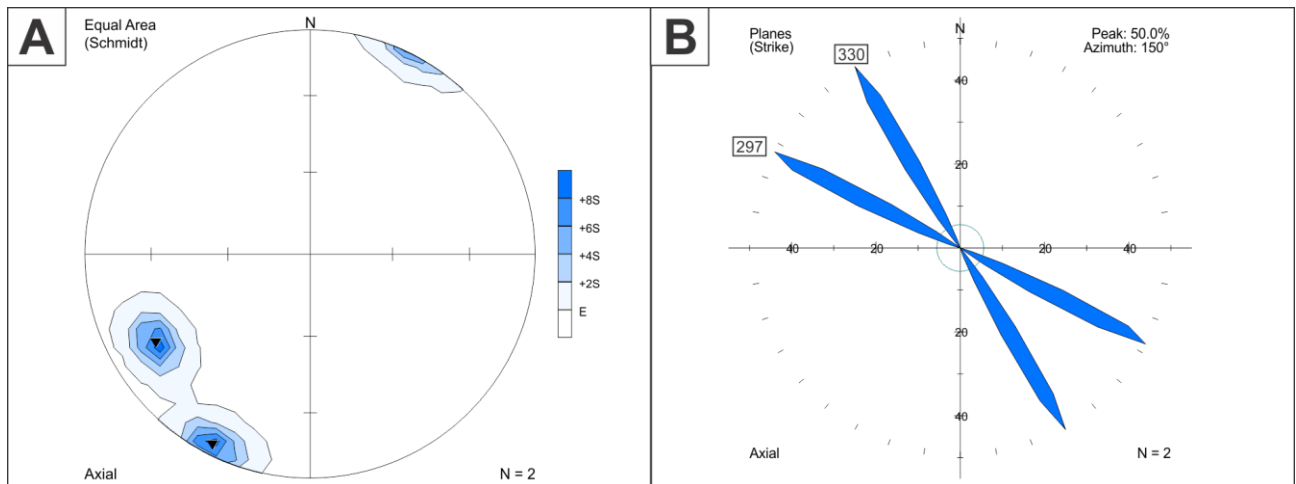 A
Equal Area
(Schmidt)
N
+8S
+6S
+4S
+2S
E
Axial
N = 2
B
Planes
(Strike)
N
Peak: 50.0%
Azimuth: 150°
330
297
40
20
40
20
20
40
20
40
Axial
N = 2